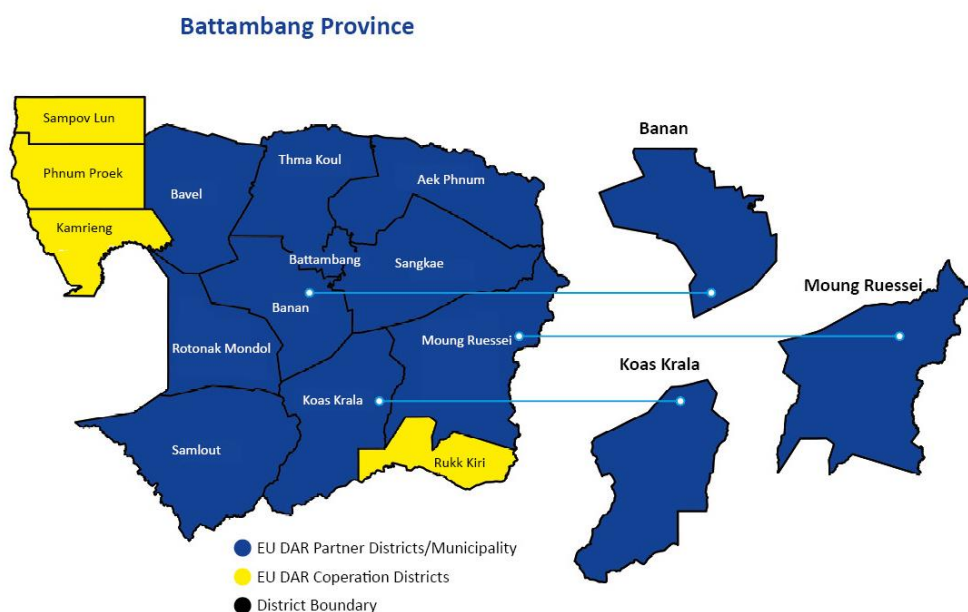 Battambang Province
Sampov Lun
Phnum Proek
Kamrieng
Bavel
Thma Koul
Aek Phnum
Battambang
Sangkae
Banan
Rotonak Mondol
Moung Ruessei
Koas Krala
Samlout
Rukk Kiri
Banan
Moung Ruessei
Koas Krala
EU DAR Partner Districts/Municipality
EU DAR Coperation Districts
District Boundary